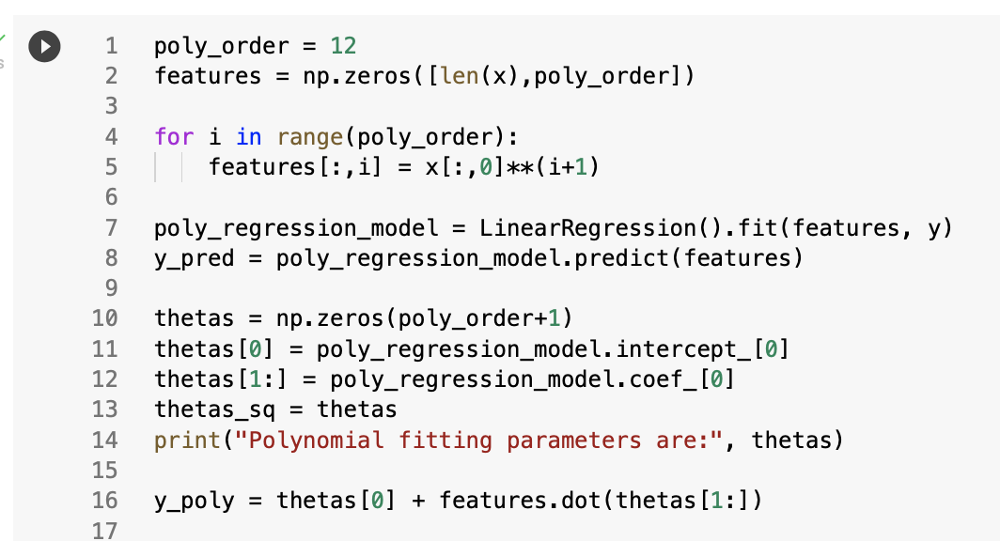 1 poly_order = 12
2 features = np.zeros([len(x),poly_order])
3
4 for i in range(poly_order):
5     features[:,i] = x[:,0]**(i+1)
6
7 poly_regression_model = LinearRegression().fit(features, y)
8 y_pred = poly_regression_model.predict(features)
9
10 thetas = np.zeros(poly_order+1)
11 thetas[0] = poly_regression_model.intercept_[0]
12 thetas[1:] = poly_regression_model.coef_[0]
13 thetas_sq = thetas
14 print("Polynomial fitting parameters are:", thetas)
15
16 y_poly = thetas[0] + features.dot(thetas[1:])
17